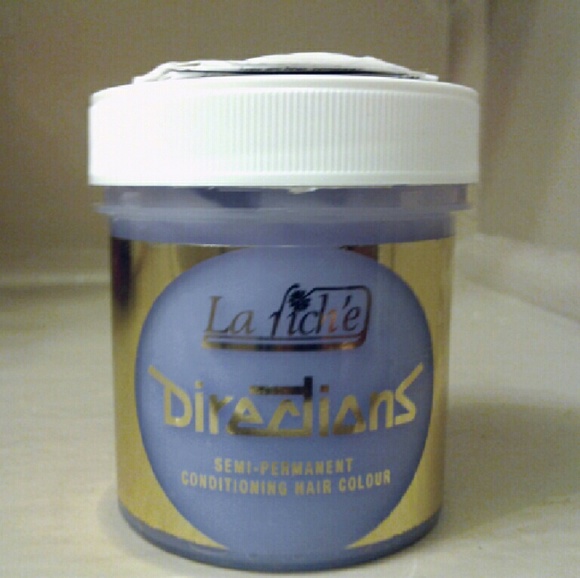 La riché
Directions
SEMI-PERMANENT
CONDITIONING HAIR COLOUR